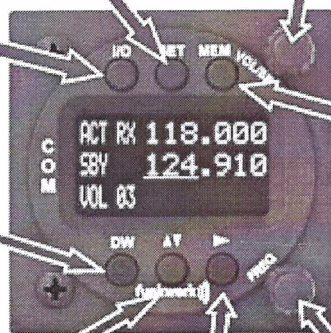 I/O SET MEM VOL/SQ
C
O
M
ACT RX 118.000
SBY 124.910
VOL 03
DW ▲▼ ►
funkwerk)))
FREQ